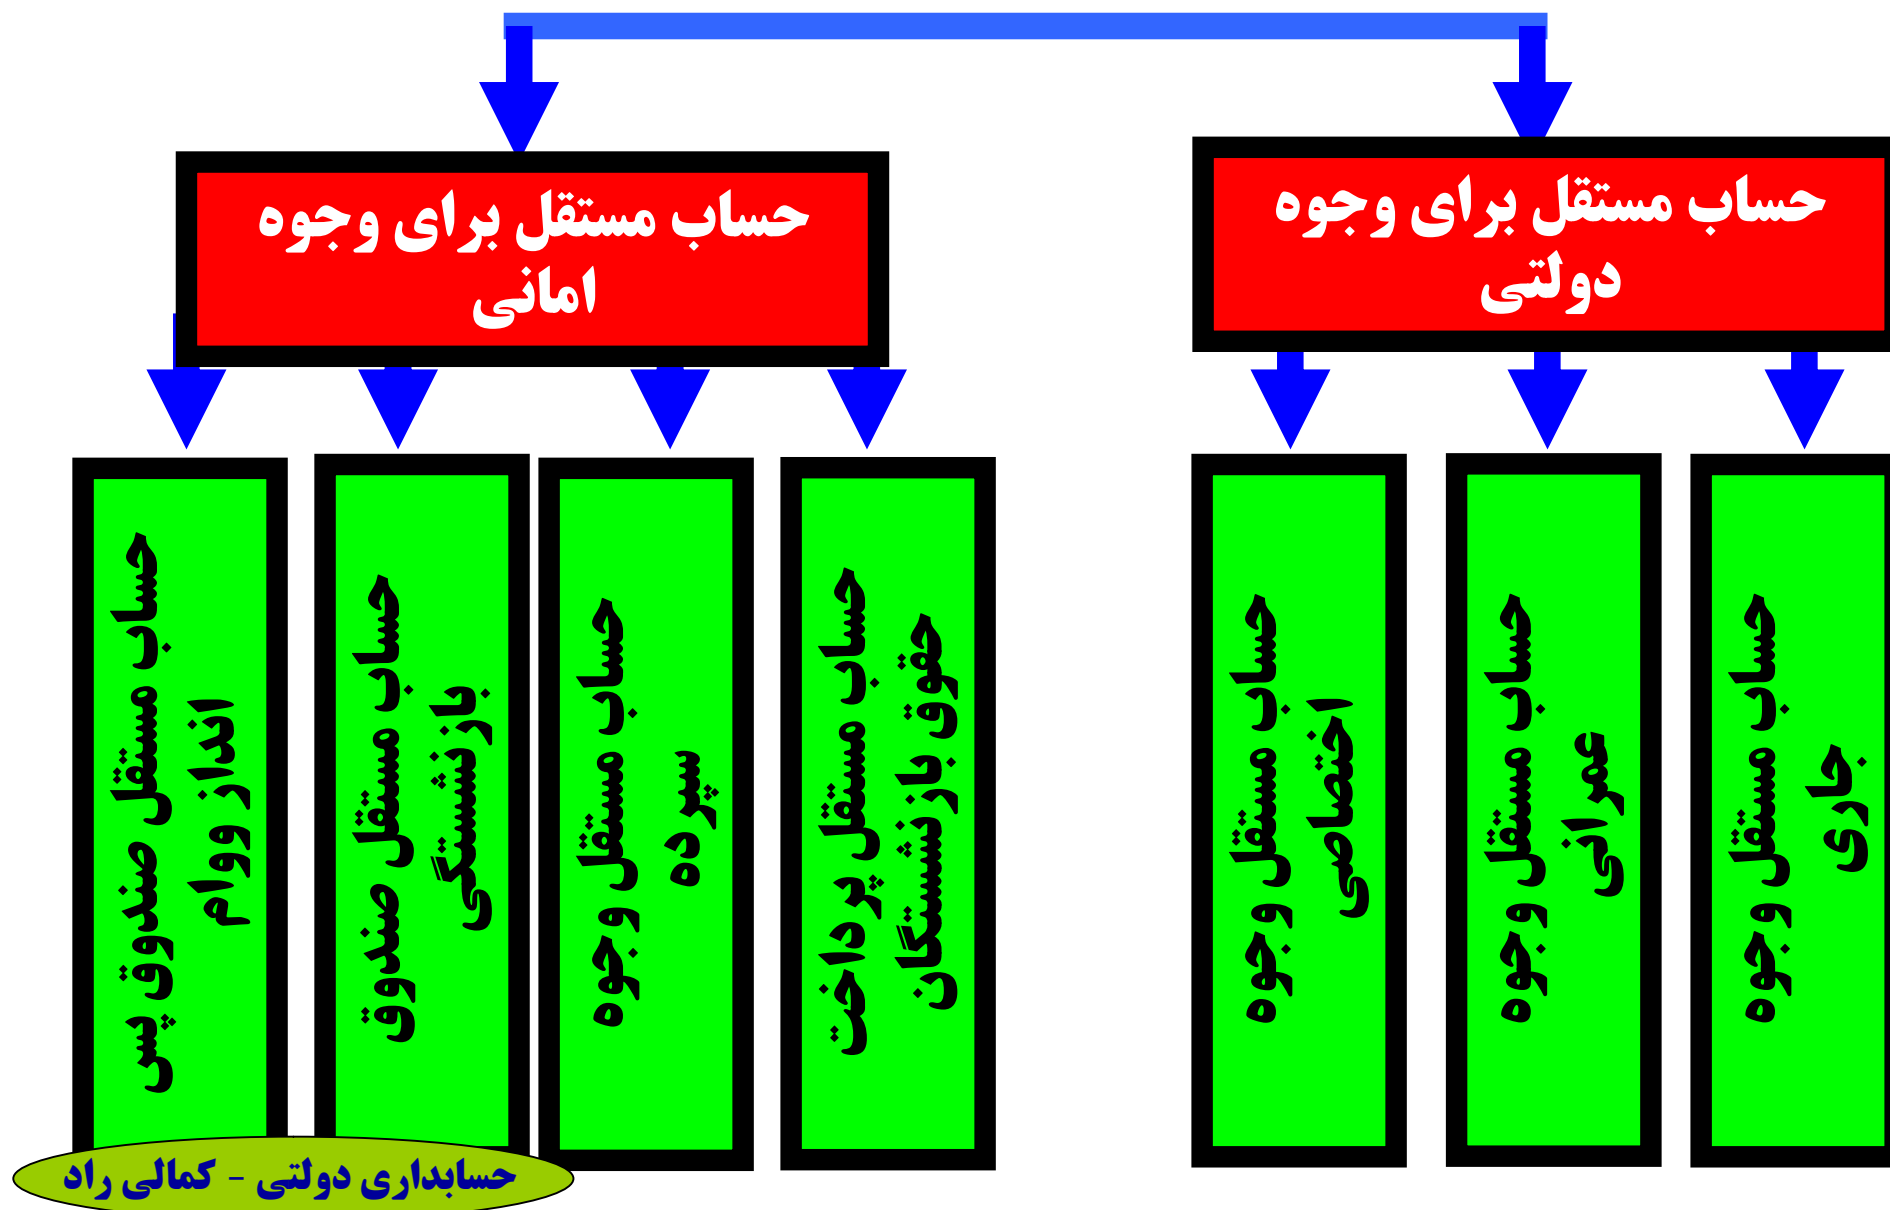 حساب مستقل برای وجوه
دولتی
حساب مستقل برای وجوه
امانی
حساب مستقل وجوه
جاری
حساب مستقل وجوه
عمرانی
حساب مستقل وجوه
اختصاصی
حساب مستقل پرداخت
حقوق بازنشستگان
حساب مستقل وجوه
سپرده
حساب مستقل صندوق
بازنشستگی
حساب مستقل صندوق پس
انداز ووام
حسابداری دولتی - کمالی راد